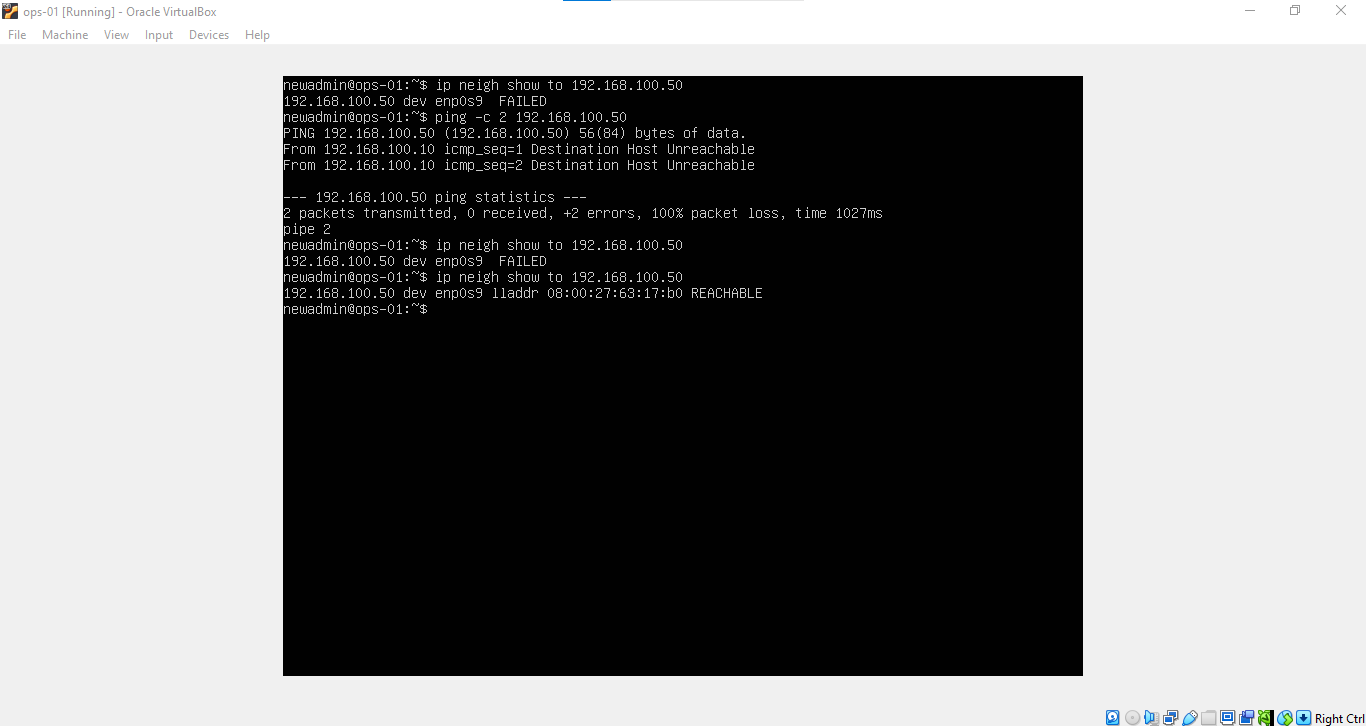 ops-01 [Running] - Oracle VirtualBox
File Machine View Input Devices Help
newadmin@ops-01:~$ ip neigh show to 192.168.100.50
192.168.100.50 dev enp0s9  FAILED
newadmin@ops-01:~$ ping -c 2 192.168.100.50
PING 192.168.100.50 (192.168.100.50) 56(84) bytes of data.
From 192.168.100.10 icmp_seq=1 Destination Host Unreachable
From 192.168.100.10 icmp_seq=2 Destination Host Unreachable
--- 192.168.100.50 ping statistics ---
2 packets transmitted, 0 received, +2 errors, 100% packet loss, time 1027ms
pipe 2
newadmin@ops-01:~$ ip neigh show to 192.168.100.50
192.168.100.50 dev enp0s9  FAILED
newadmin@ops-01:~$ ip neigh show to 192.168.100.50
192.168.100.50 dev enp0s9 lladdr 08:00:27:63:17:b0 REACHABLE
newadmin@ops-01:~$
Right Ctrl